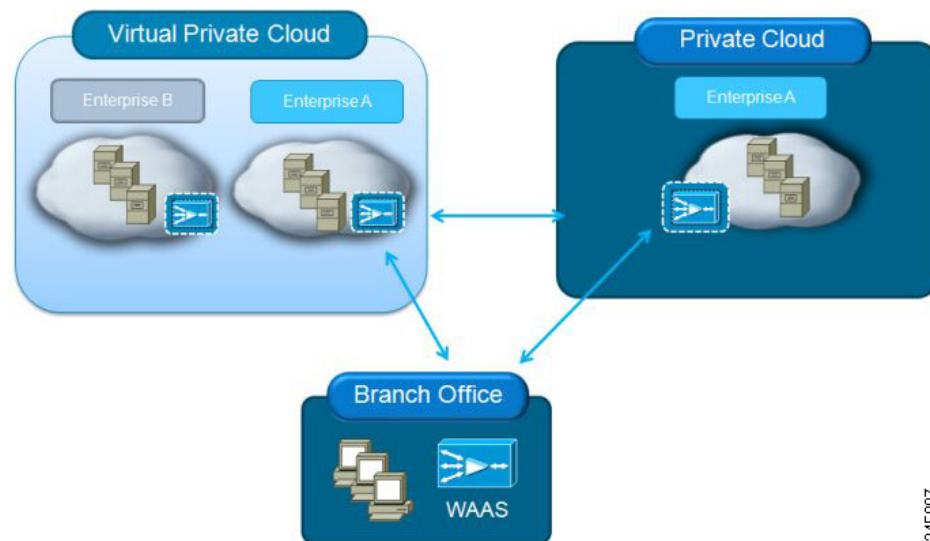 Virtual Private Cloud
Enterprise B
Enterprise A
Private Cloud
Enterprise A
Branch Office
WAAS